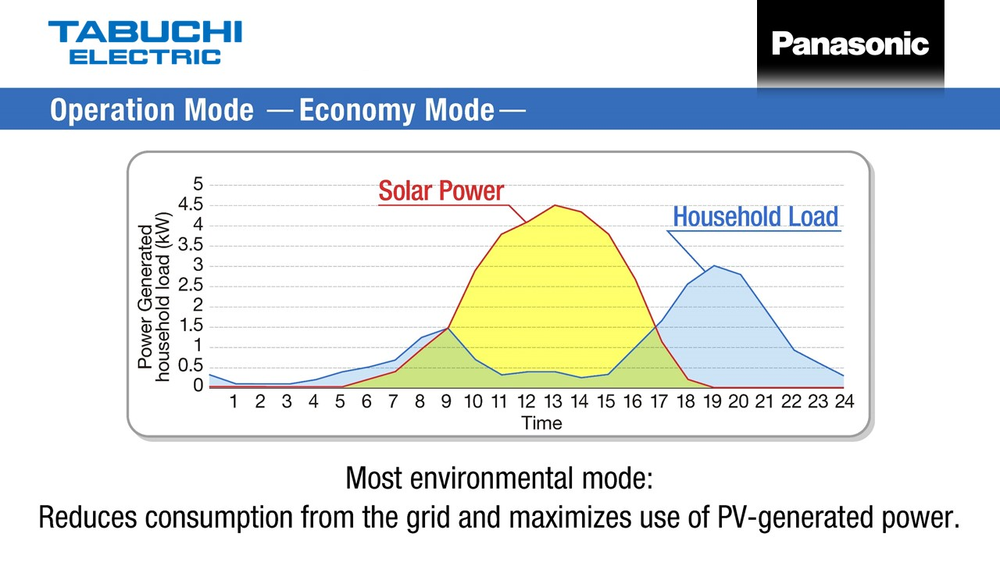 TABUCHI
ELECTRIC
Panasonic
Operation Mode — Economy Mode —
Solar Power
Household Load
Power Generated
household load (kW)
5
4.5
4
3.5
3
2.5
2
1.5
1
0.5
0
1 2 3 4 5 6 7 8 9 10 11 12 13 14 15 16 17 18 19 20 21 22 23 24
Time
Most environmental mode:
Reduces consumption from the grid and maximizes use of PV-generated power.